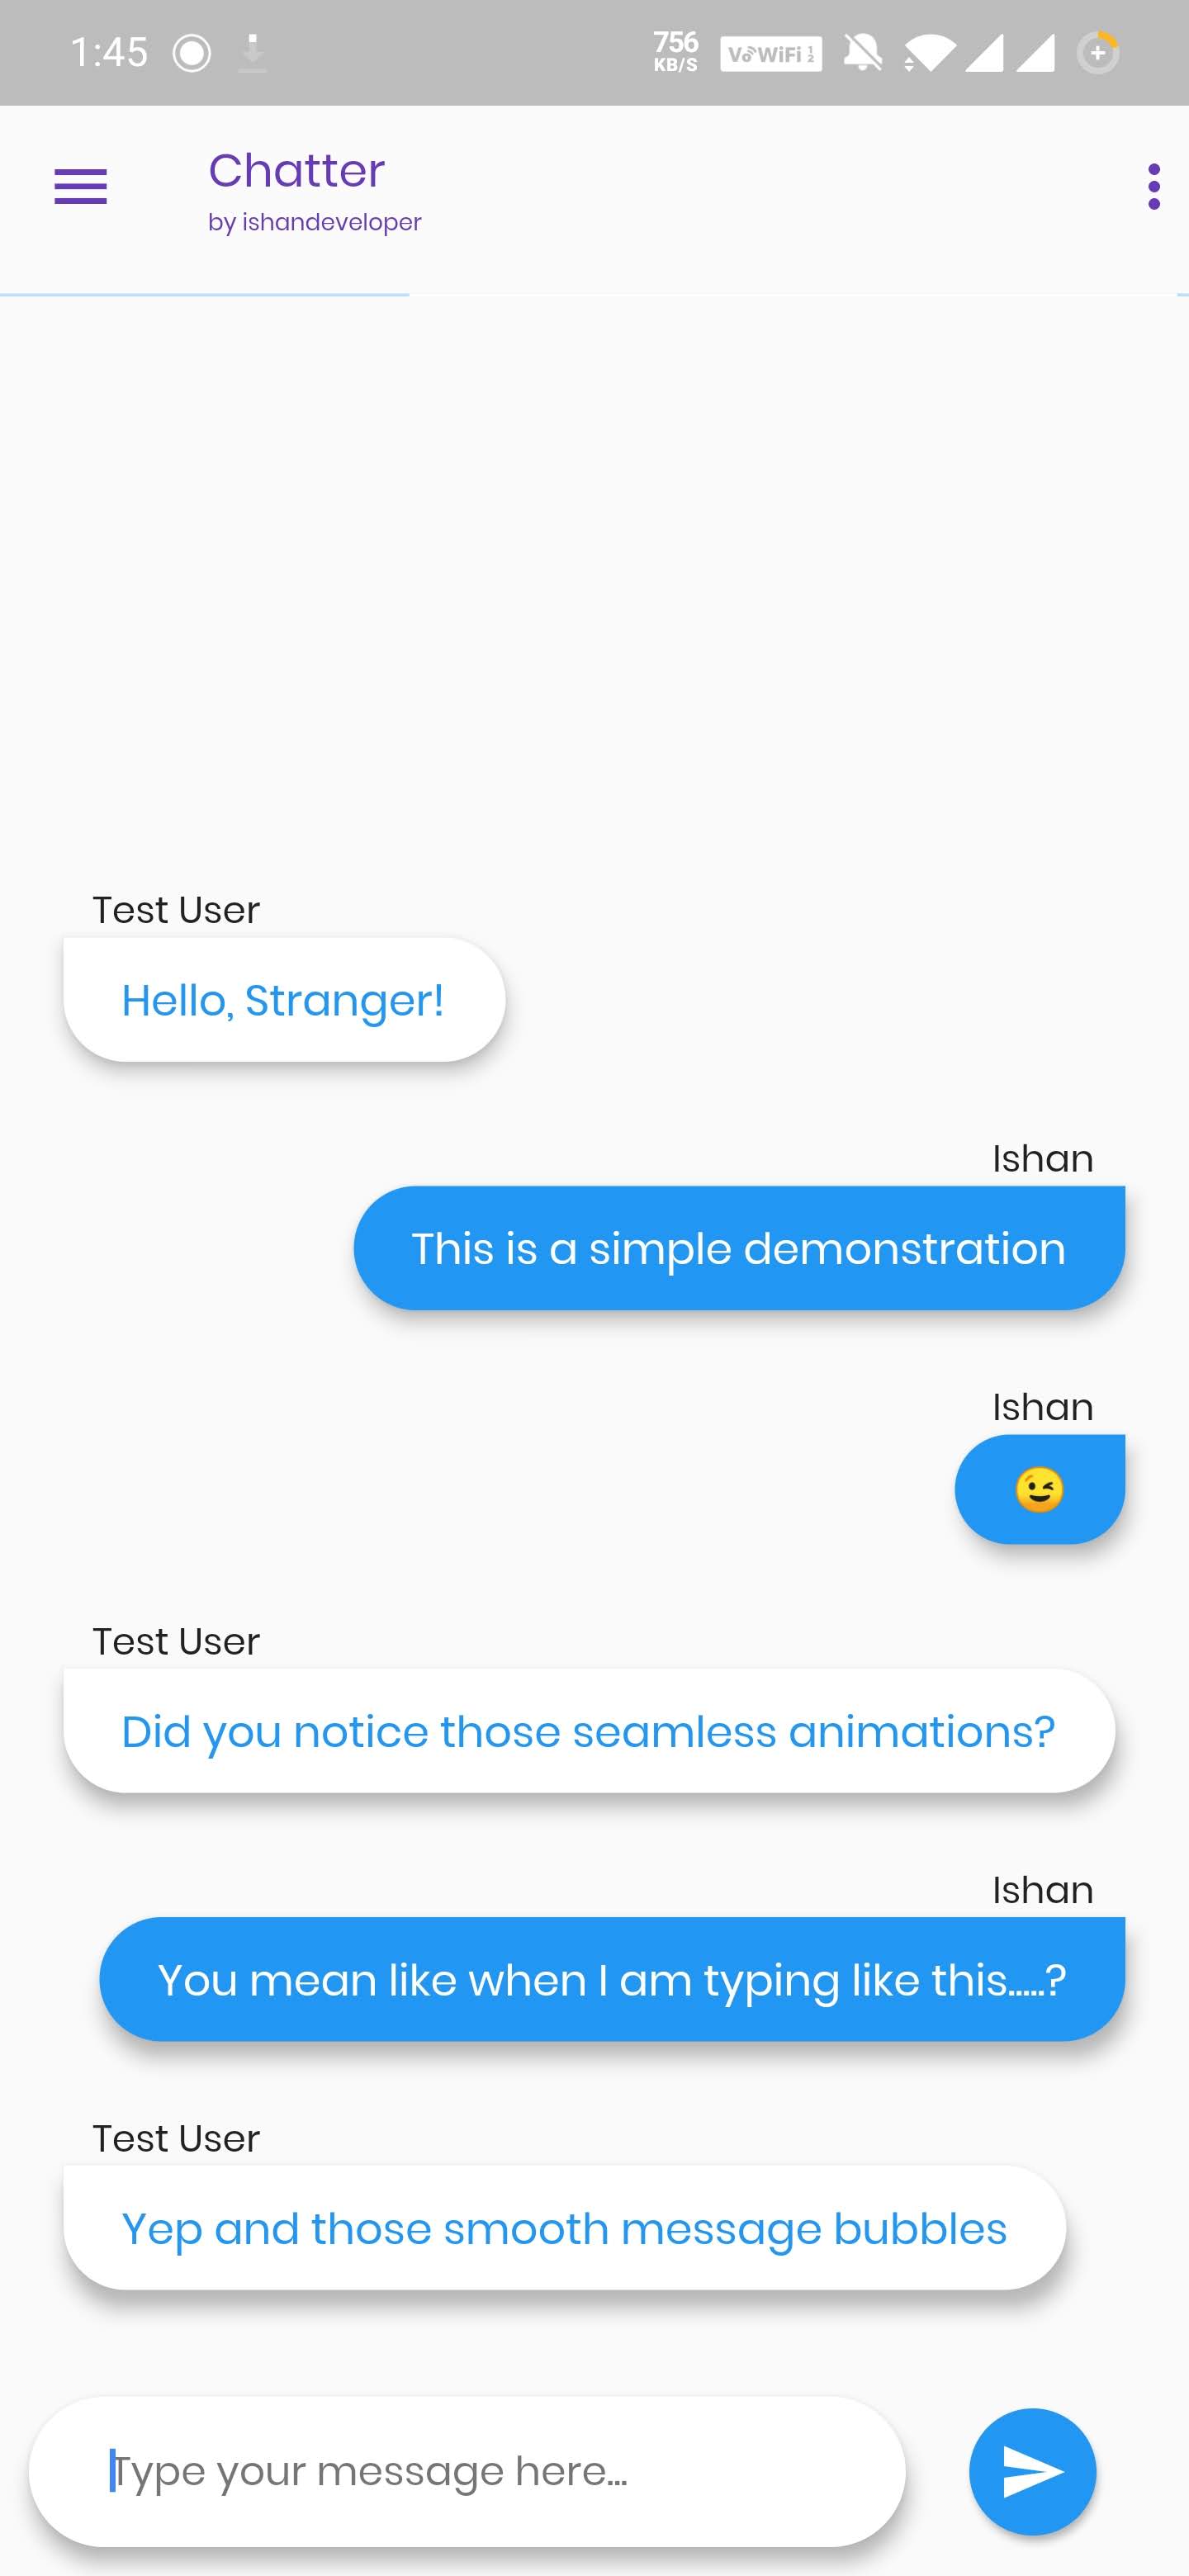 1:45 756 KB/S VoWiFi 1 2
Chatter
by ishandeveloper
Test User
Hello, Stranger!
Ishan
This is a simple demonstration
Ishan
😉
Test User
Did you notice those seamless animations?
Ishan
You mean like when I am typing like this.....?
Test User
Yep and those smooth message bubbles
Type your message here...